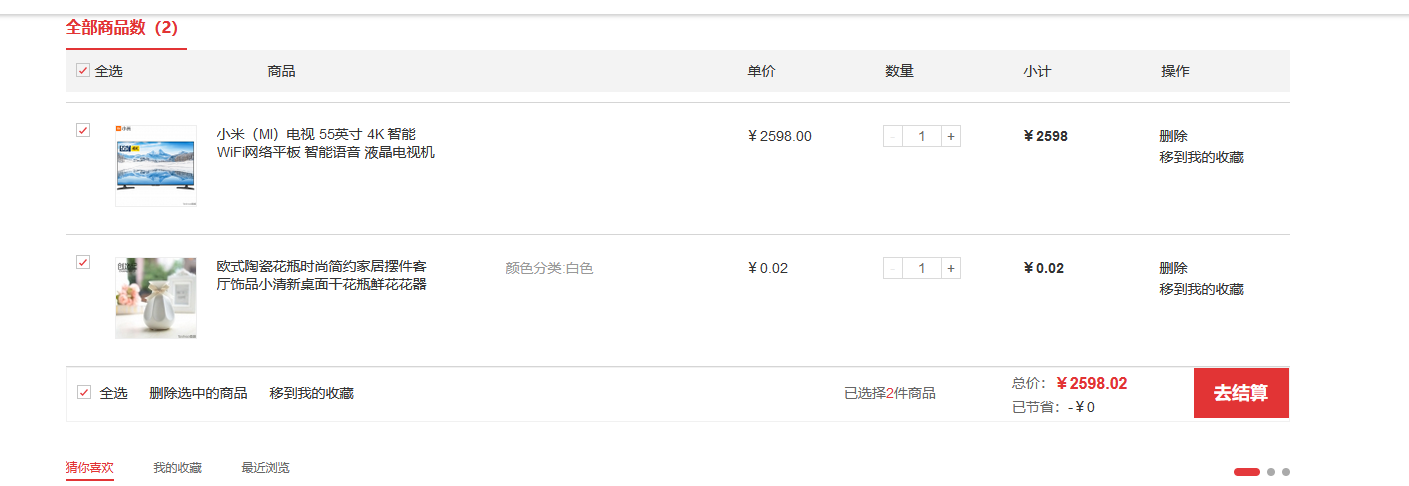 全部商品数（2）
全选 商品 单价 数量 小计 操作
小米（MI）电视 55英寸 4K 智能
WiFi网络平板 智能语音 液晶电视机
¥2598.00
- 1 +
¥2598
删除
移到我的收藏
欧式陶瓷花瓶时尚简约家居摆件客
厅饰品小清新桌面干花瓶鲜花花器
颜色分类:白色
¥0.02
- 1 +
¥0.02
删除
移到我的收藏
全选 删除选中的商品 移到我的收藏
已选择2件商品
总价：¥2598.02
已节省：-¥0
去结算
猜你喜欢 我的收藏 最近浏览